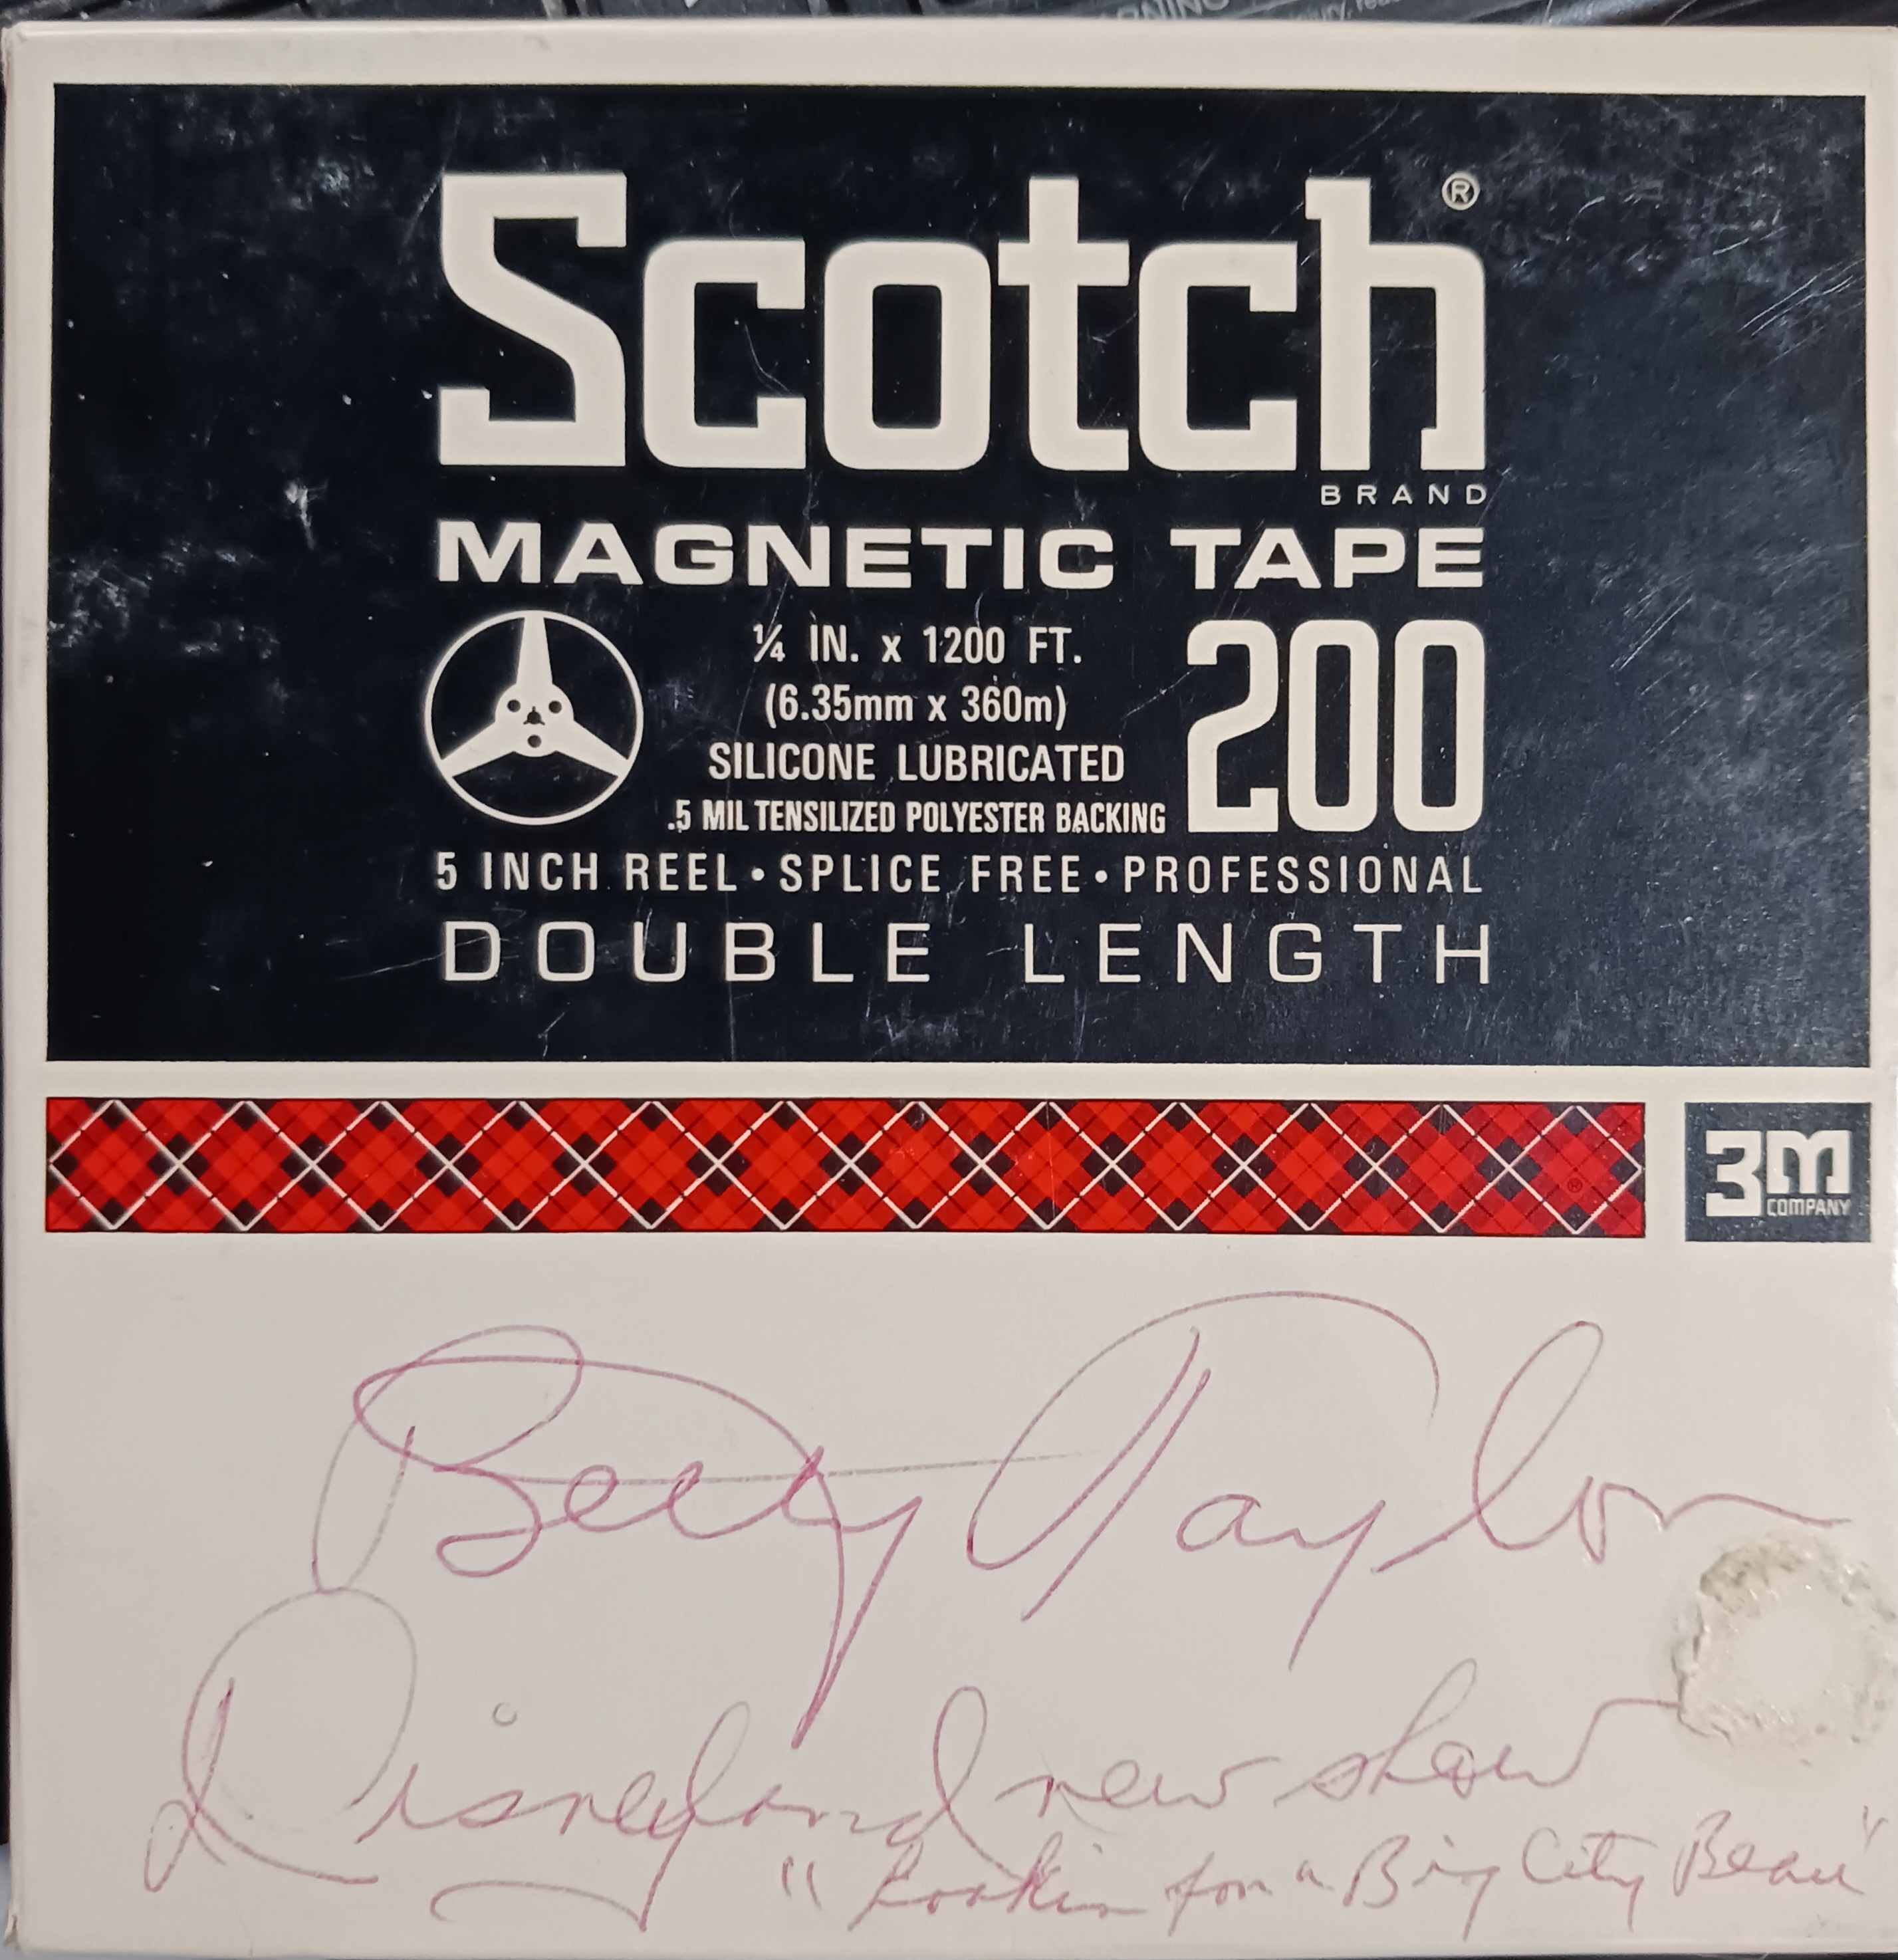 WARNING
Scotch®
BRAND
MAGNETIC TAPE
¼ IN. x 1200 FT.
(6.35mm x 360m)
SILICONE LUBRICATED
.5 MIL TENSILIZED POLYESTER BACKING
200
5 INCH REEL • SPLICE FREE • PROFESSIONAL
DOUBLE LENGTH
3M
COMPANY
Betty Taylor
Disneyland new show
"Lookin for a Big City Beau"